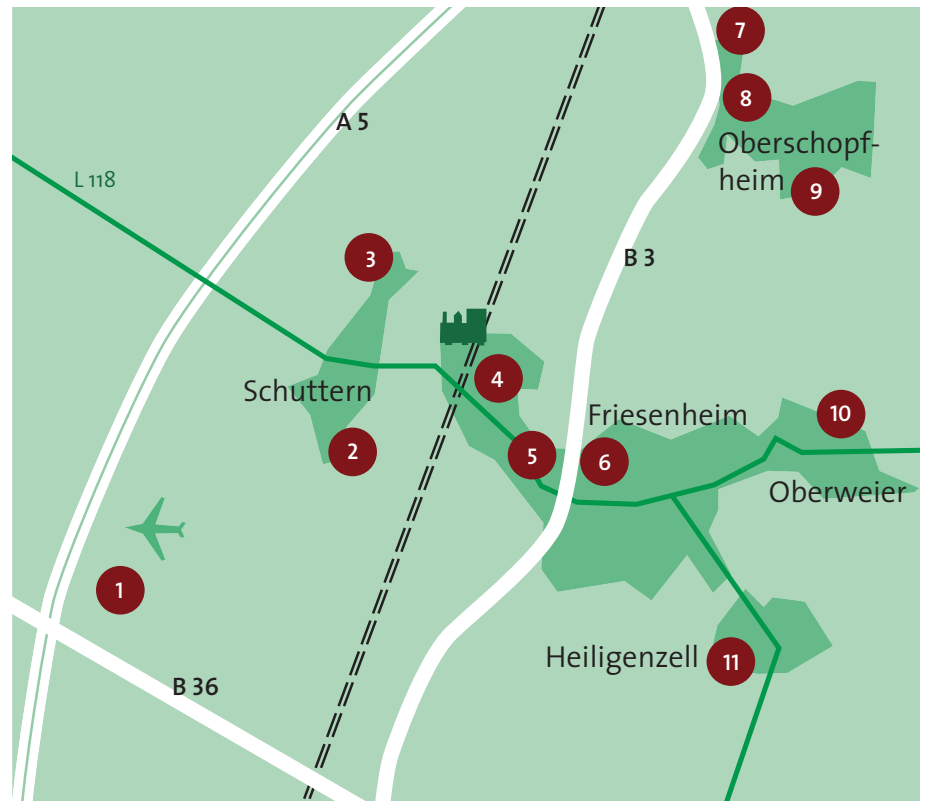 7
8
A 5
Oberschopf-
heim
9
L 118
3
B 3
4
Schuttern
Friesenheim
10
2
5
6
Oberweier
1
Heiligenzell
11
B 36